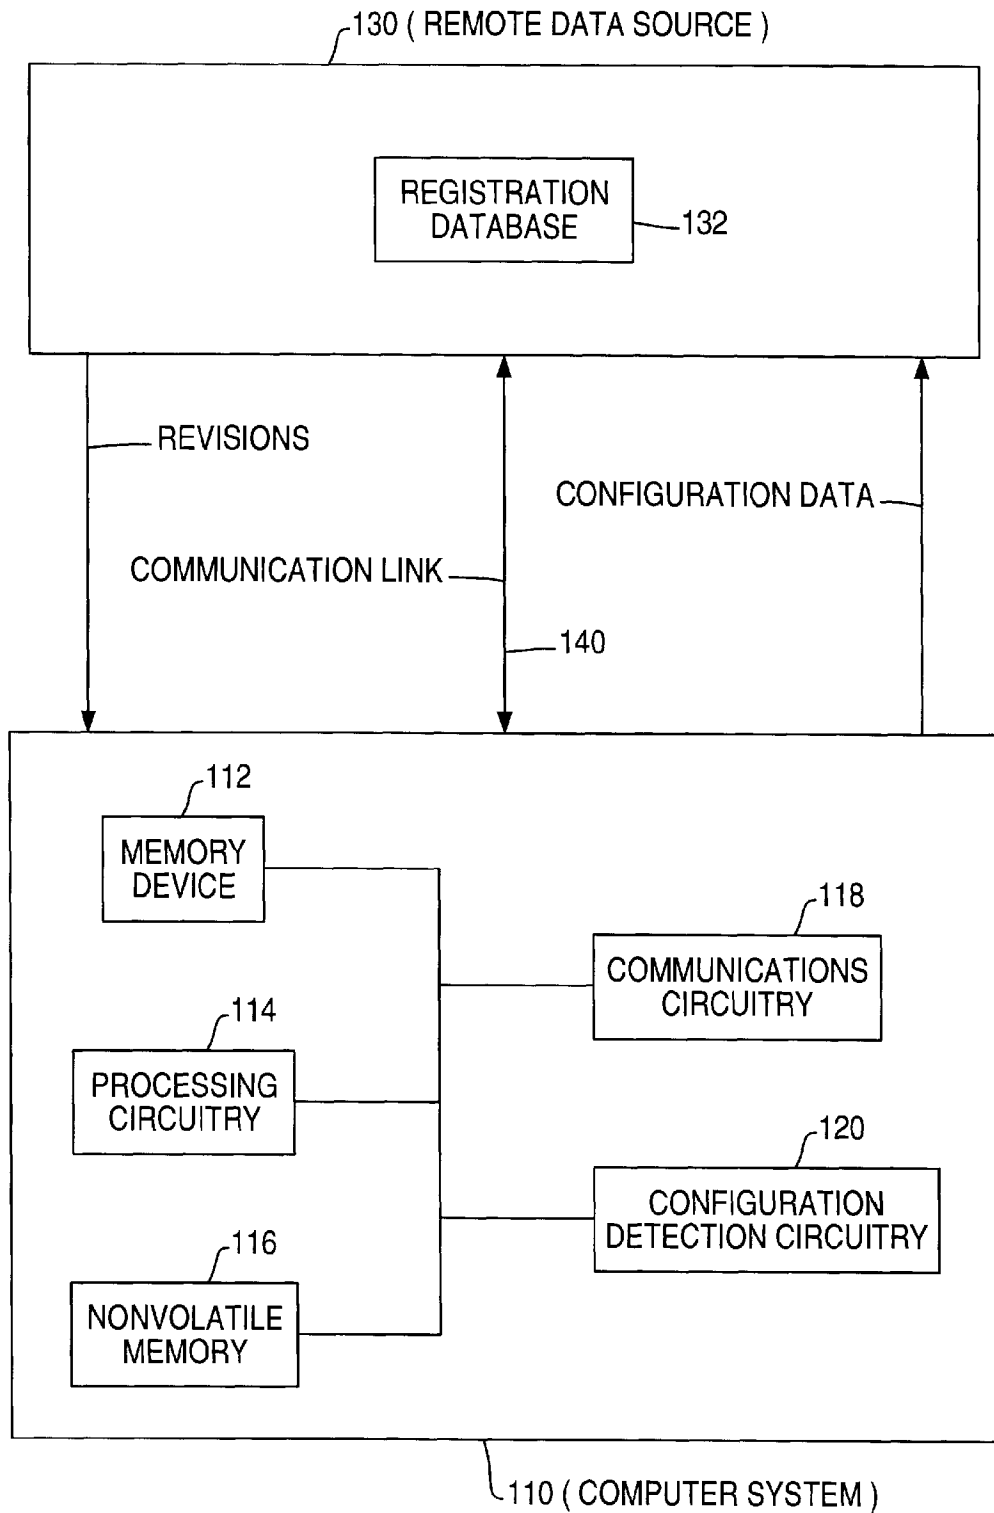 130 ( REMOTE DATA SOURCE )
REGISTRATION
DATABASE
132
REVISIONS
CONFIGURATION DATA
COMMUNICATION LINK
140
112
MEMORY
DEVICE
118
COMMUNICATIONS
CIRCUITRY
114
PROCESSING
CIRCUITRY
120
CONFIGURATION
DETECTION CIRCUITRY
116
NONVOLATILE
MEMORY
110 ( COMPUTER SYSTEM )